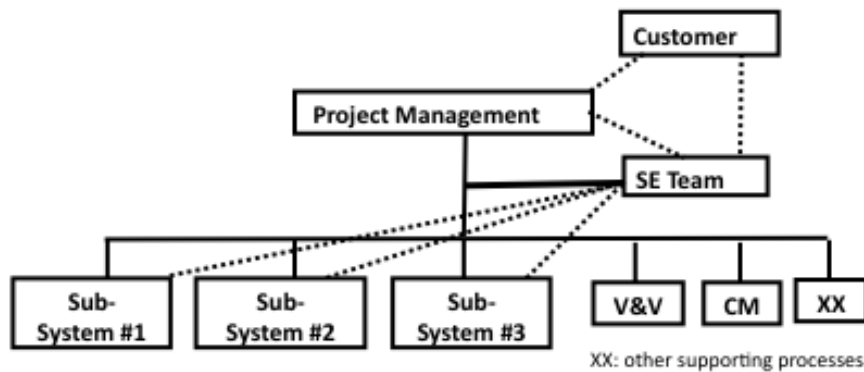 Customer
Project Management
SE Team
Sub-
System #1
Sub-
System #2
Sub-
System #3
V&V
CM
XX
XX: other supporting processes